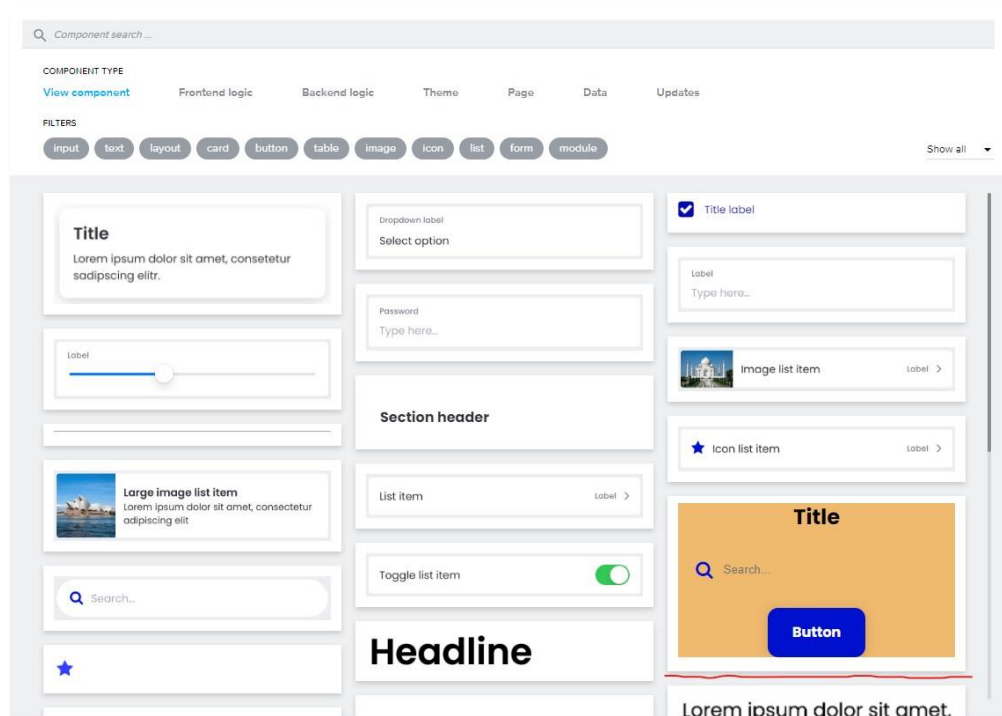 Component search ...
COMPONENT TYPE
View component Frontend logic Backend logic Theme Page Data Updates
FILTERS
input text layout card button table image icon list form module
Show all
Title
Lorem ipsum dolor sit amet, consetetur
sadipscing elitr.
Label
Large image list item
Lorem ipsum dolor sit amet, consectetur
adipiscing elit
Search...
Dropdown label
Select option
Password
Type here...
Section header
List item Label
Toggle list item
Headline
Title label
Label
Type here...
Image list item Label
Icon list item Label
Title
Search...
Button
Lorem ipsum dolor sit amet,